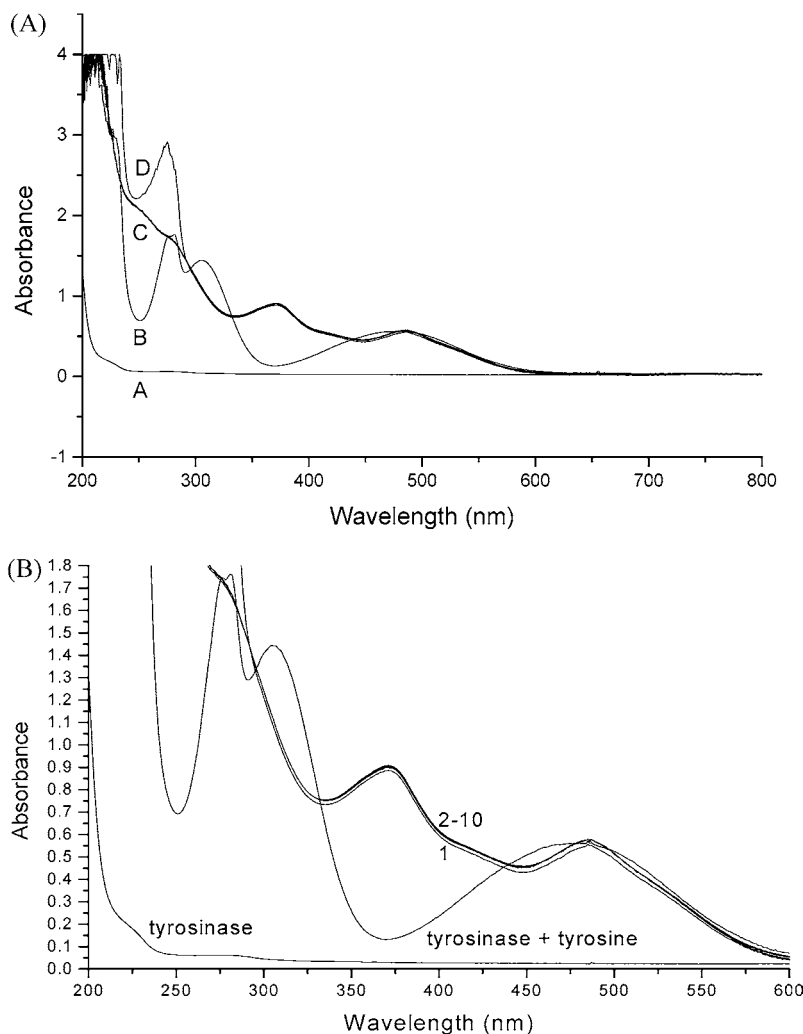 (A)
4
3
2
1
0
-1
Absorbance
D
C
B
A
200 300 400 500 600 700 800
Wavelength (nm)
(B)
1.8
1.7
1.6
1.5
1.4
1.3
1.2
1.1
1.0
0.9
0.8
0.7
0.6
0.5
0.4
0.3
0.2
0.1
0.0
Absorbance
2-10
1
tyrosinase
tyrosinase + tyrosine
200 250 300 350 400 450 500 550 600
Wavelength (nm)